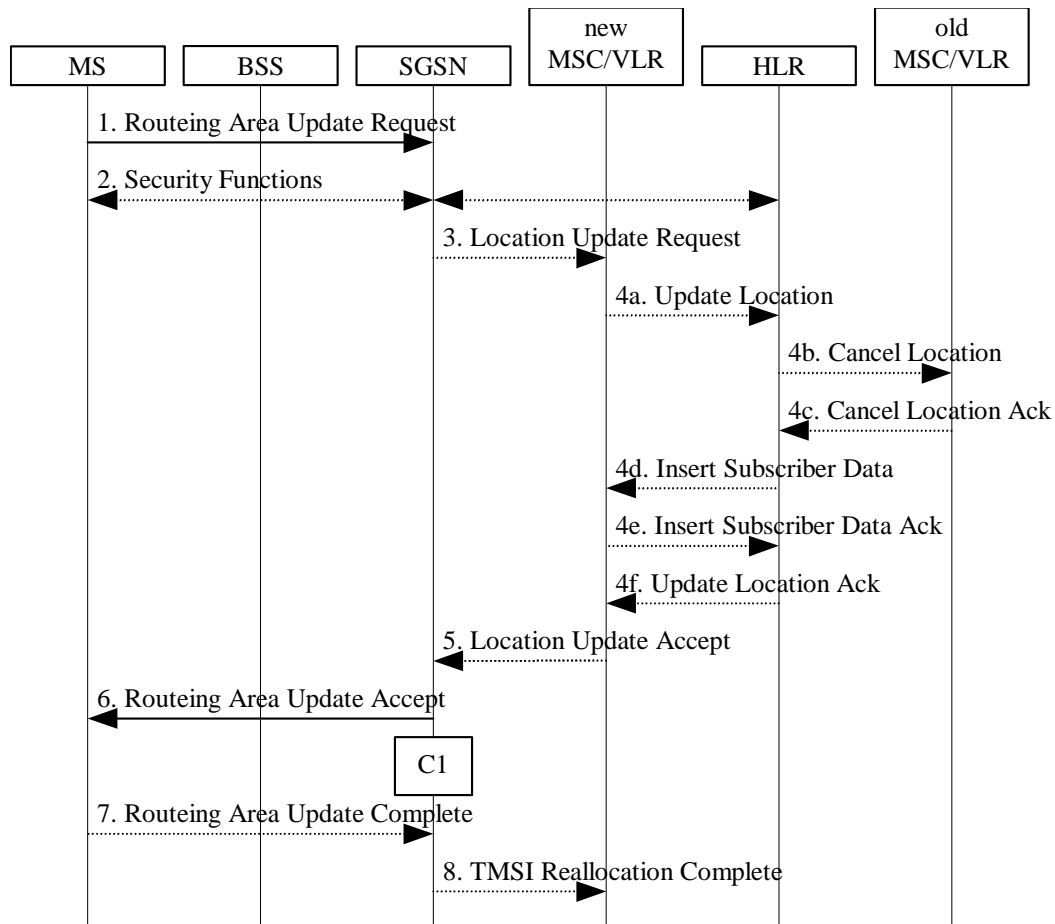 new
MSC/VLR
old
MSC/VLR
MS
BSS
SGSN
HLR
1. Routeing Area Update Request
2. Security Functions
3. Location Update Request
4a. Update Location
4b. Cancel Location
4c. Cancel Location Ack
4d. Insert Subscriber Data
4e. Insert Subscriber Data Ack
4f. Update Location Ack
5. Location Update Accept
6. Routeing Area Update Accept
C1
7. Routeing Area Update Complete
8. TMSI Reallocation Complete